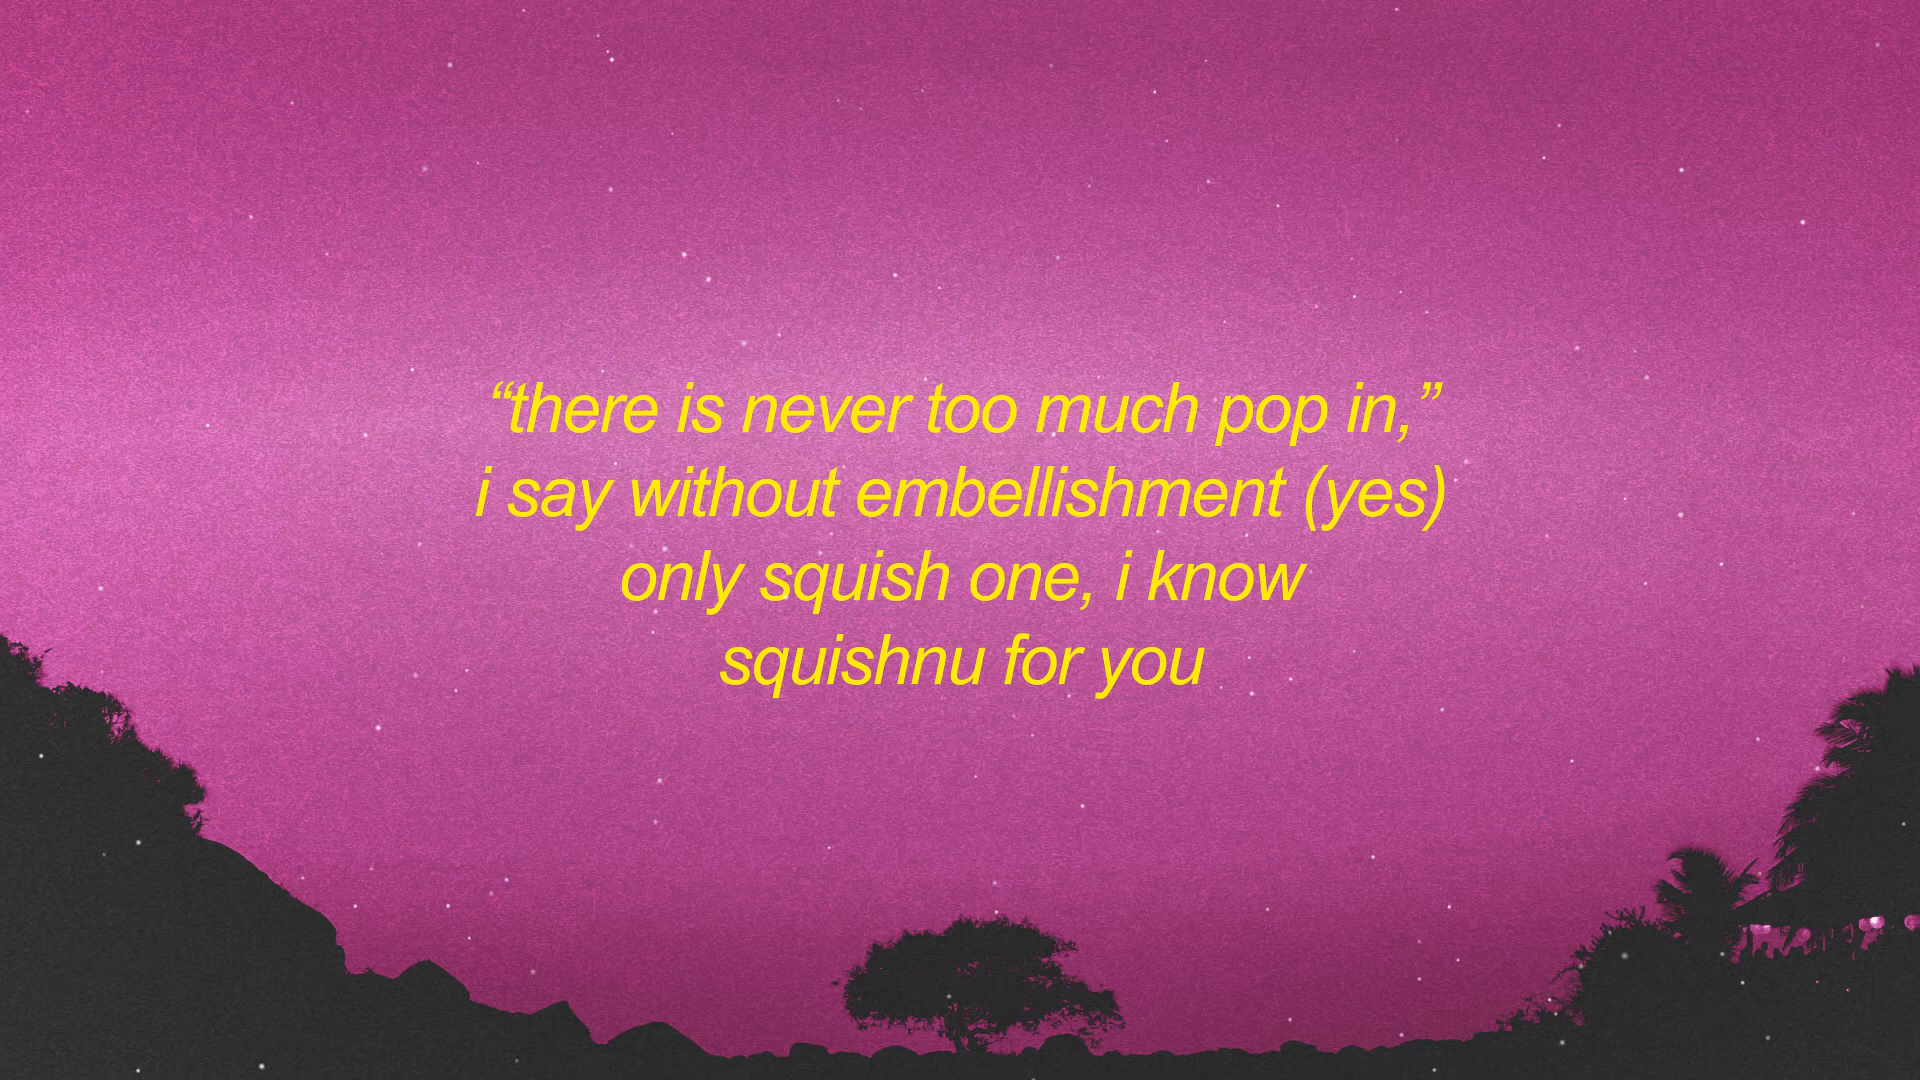 “there is never too much pop in,”
i say without embellishment (yes)
only squish one, i know
squishnu for you